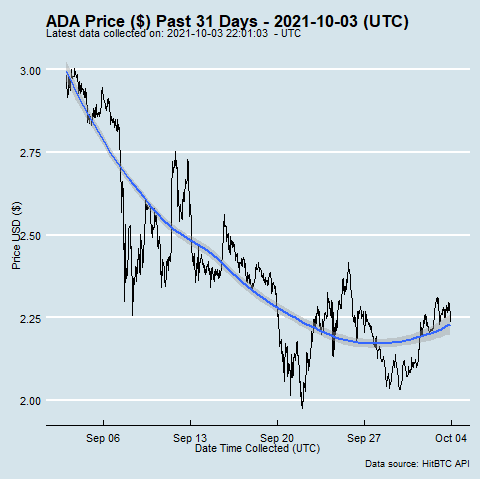 ADA Price ($) Past 31 Days - 2021-10-03 (UTC)
Latest data collected on: 2021-10-03 22:01:03 - UTC
3.00
2.75
2.50
2.25
2.00
Price USD ($)
Sep 06 Sep 13 Sep 20 Sep 27 Oct 04
Date Time Collected (UTC)
Data source: HitBTC API